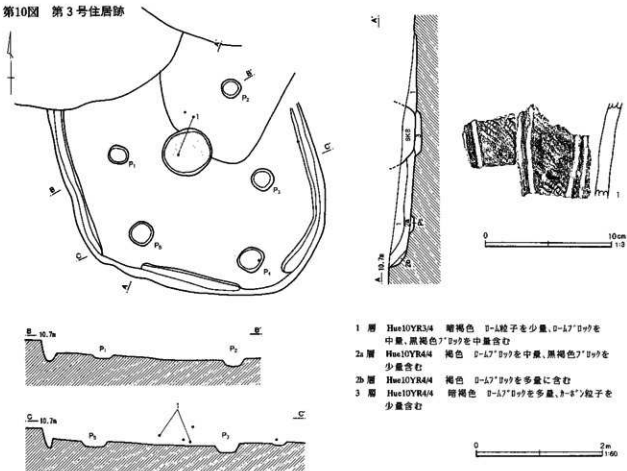 第10図 第3号住居跡
A'
B'
P2
1
P1
C'
P3
B
P5
P4
C
A
B 10.7m
B'
P1
P2
C 10.7m
C'
1
P5
P3
A'
1
SK8
A 10.7m
2b
1
0 10cm
1:3
1 層 Hue10YR3/4 暗褐色 ローム粒子を少量、ロームブロックを
中量、黒褐色ブロックを中量含む
2a 層 Hue10YR4/4 褐色 ロームブロックを中量、黒褐色ブロックを
少量含む
2b 層 Hue10YR4/4 褐色 ロームブロックを多量に含む
3 層 Hue10YR4/4 暗褐色 ロームブロックを多量、カーボン粒子を
少量含む
0 2m
1:60